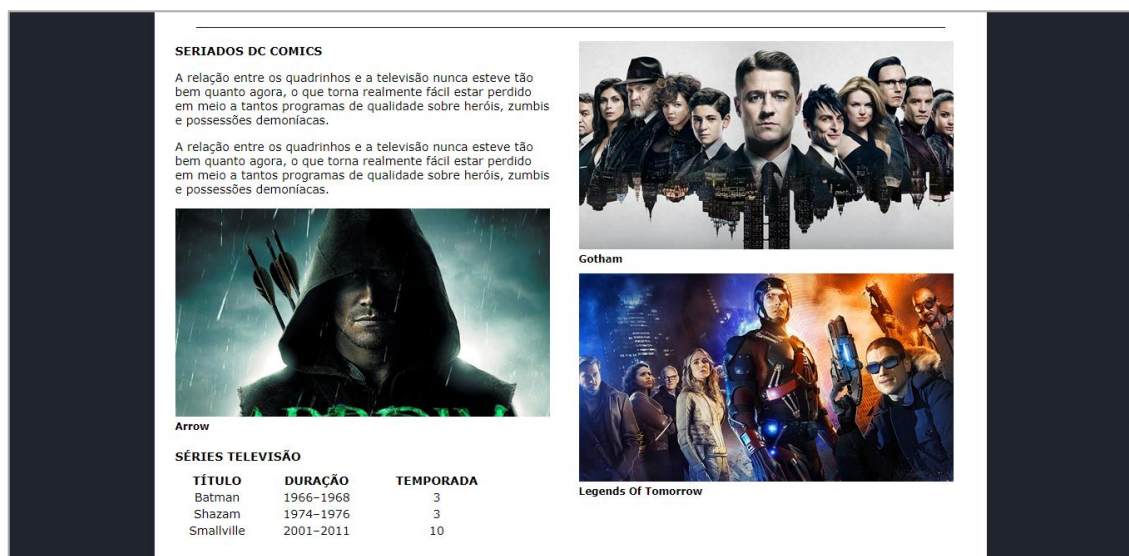 SERIADOS DC COMICS
A relação entre os quadrinhos e a televisão nunca esteve tão
bem quanto agora, o que torna realmente fácil estar perdido
em meio a tantos programas de qualidade sobre heróis, zumbis
e possessões demoníacas.
A relação entre os quadrinhos e a televisão nunca esteve tão
bem quanto agora, o que torna realmente fácil estar perdido
em meio a tantos programas de qualidade sobre heróis, zumbis
e possessões demoníacas.
ARROW
Arrow
SÉRIES TELEVISÃO
TÍTULO DURAÇÃO TEMPORADA
Batman 1966–1968 3
Shazam 1974–1976 3
Smallville 2001–2011 10
Gotham
Legends Of Tomorrow